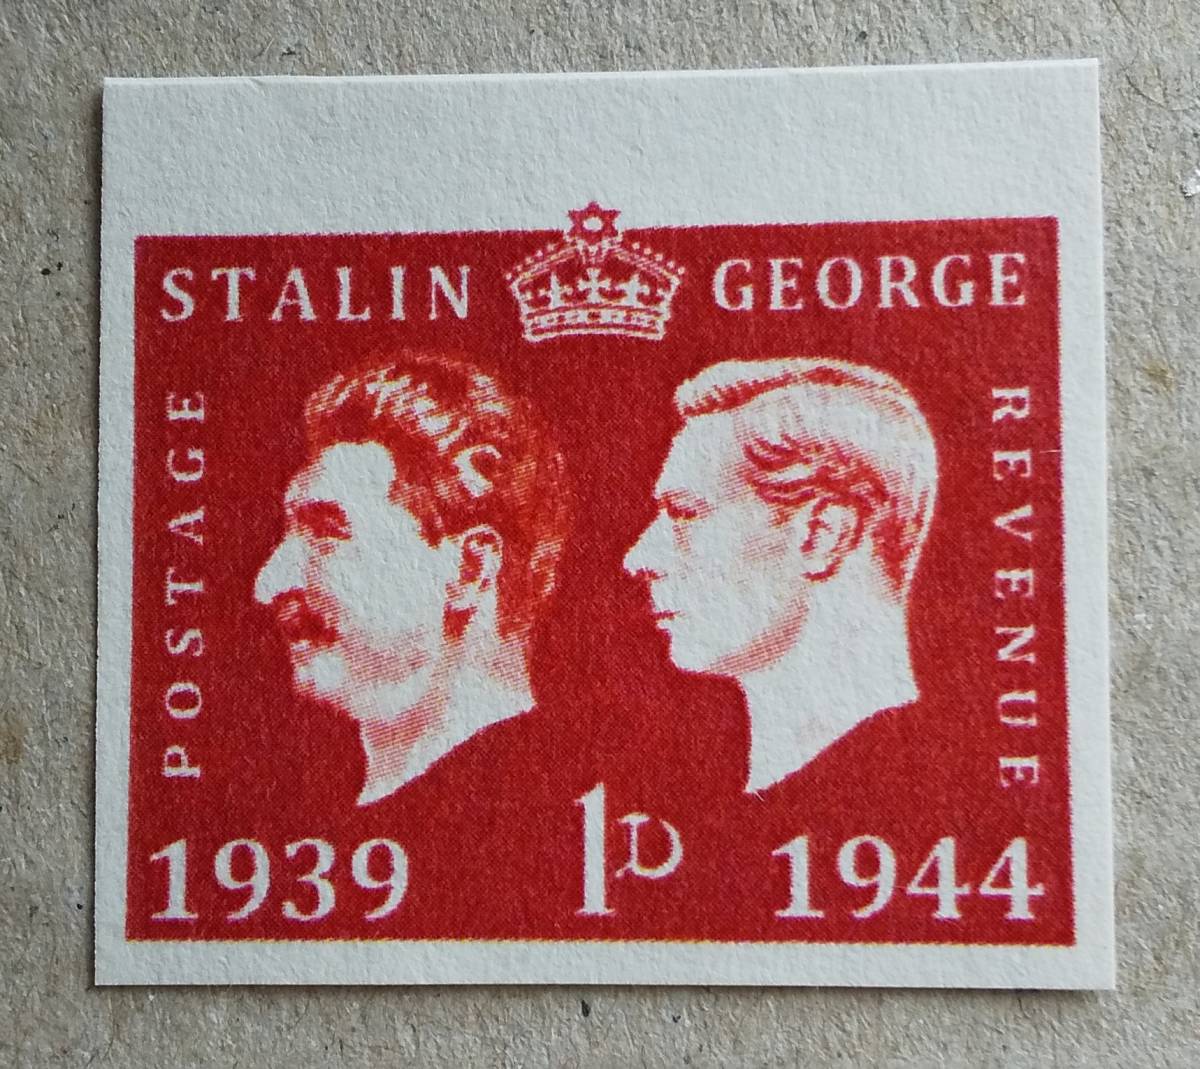 STALIN GEORGE
POSTAGE
REVENUE
1939 1D 1944